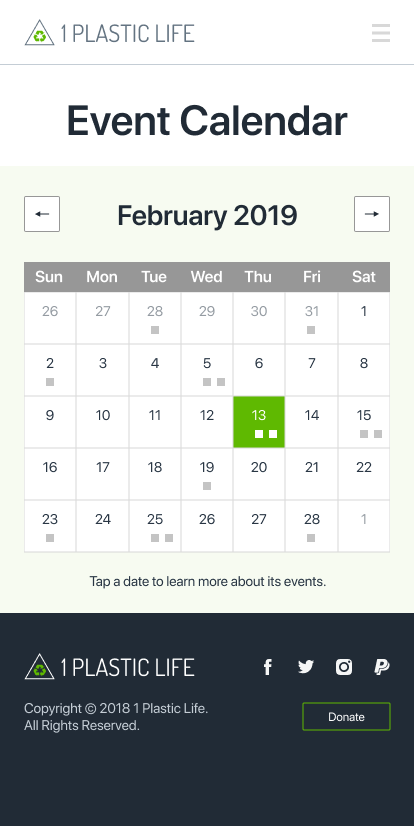 1 PLASTIC LIFE
Event Calendar
February 2019
Sun Mon Tue Wed Thu Fri Sat
26 27 28 29 30 31 1
2 3 4 5 6 7 8
9 10 11 12 13 14 15
16 17 18 19 20 21 22
23 24 25 26 27 28 1
Tap a date to learn more about its events.
1 PLASTIC LIFE
Copyright © 2018 1 Plastic Life.
All Rights Reserved.
Donate